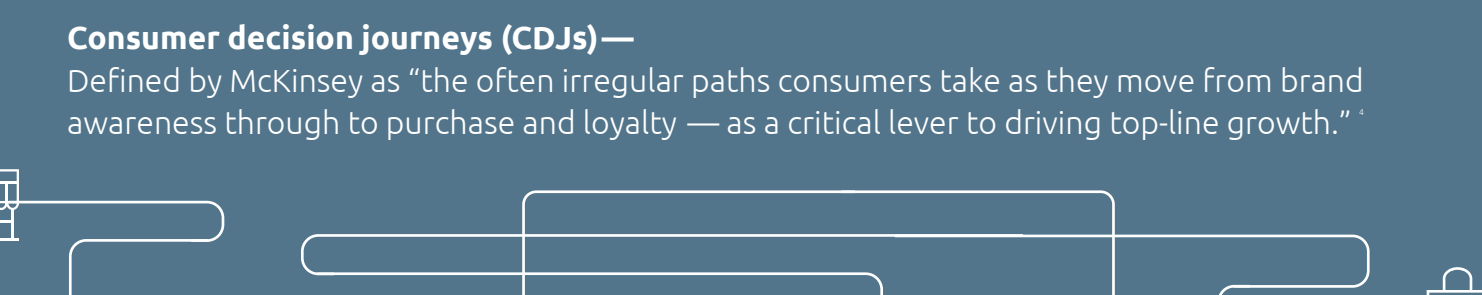 Consumer decision journeys (CDJs) —
Defined by McKinsey as “the often irregular paths consumers take as they move from brand
awareness through to purchase and loyalty — as a critical lever to driving top-line growth.” 4